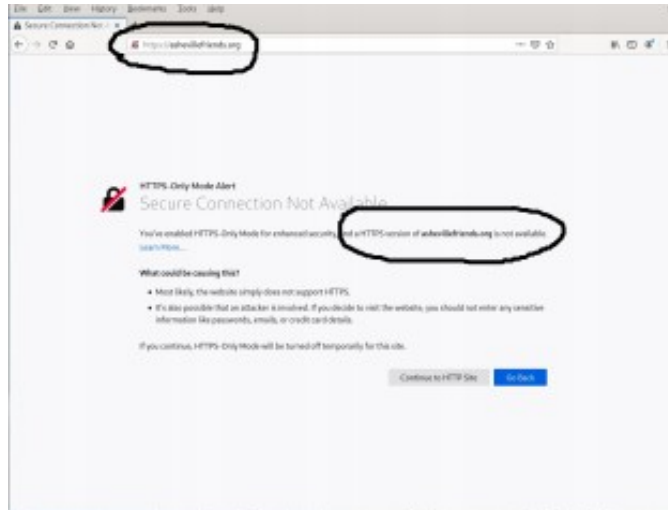 File Edit View History Bookmarks Tools Help
Secure Connection Not
https://ashevillefriends.org
HTTPS-Only Mode Alert
Secure Connection Not Available
You've enabled HTTPS-Only Mode for enhanced security, and a HTTPS version of ashevillefriends.org is not available.
Learn More...
What could be causing this?
• Most likely, the website simply does not support HTTPS.
• It's also possible that an attacker is involved. If you decide to visit the website, you should not enter any sensitive
information like passwords, emails, or credit card details.
If you continue, HTTPS-Only Mode will be turned off temporarily for this site.
Continue to HTTP Site Go Back